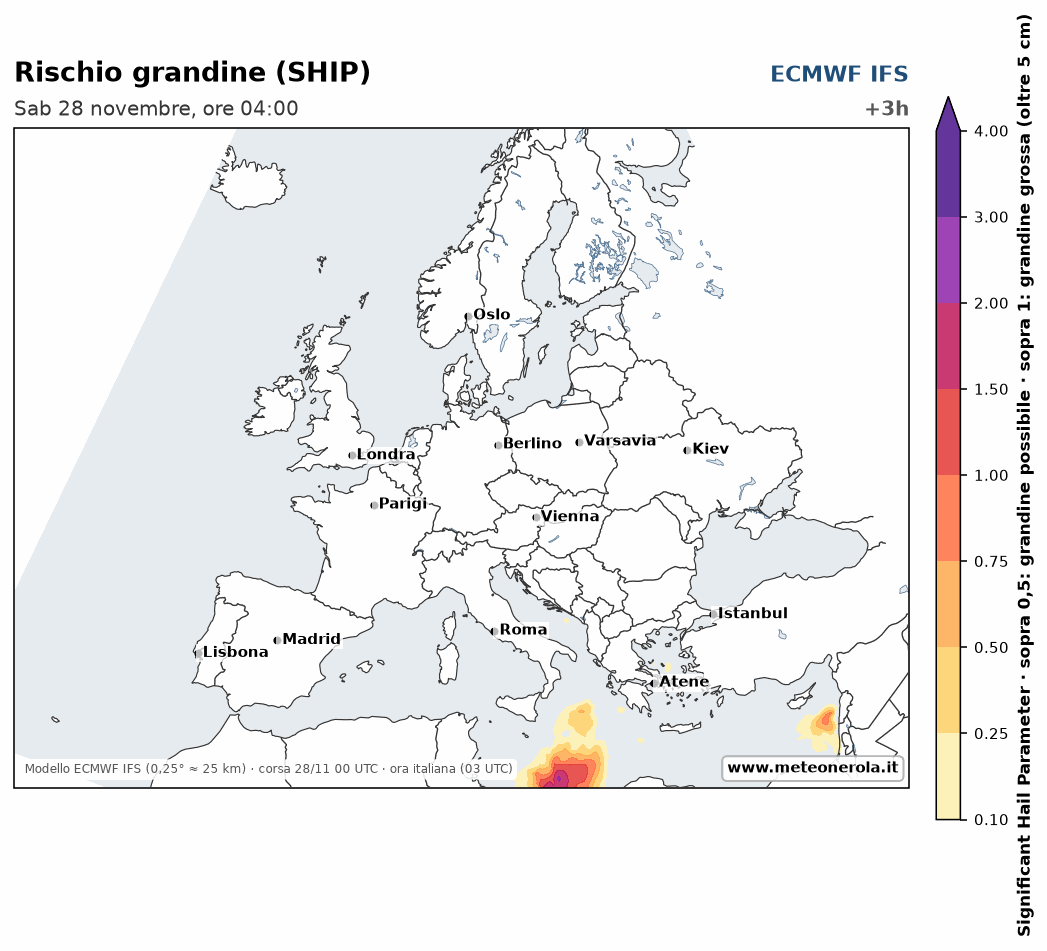 Rischio grandine (SHIP)
ECMWF IFS
Sab 28 novembre, ore 04:00
+3h
Oslo
Londra
Berlino
Varsavia
Kiev
Parigi
Vienna
Istanbul
Roma
Madrid
Lisbona
Atene
Modello ECMWF IFS (0,25° ≈ 25 km) · corsa 28/11 00 UTC · ora italiana (03 UTC)
www.meteonerola.it
4.00
3.00
2.00
1.50
1.00
0.75
0.50
0.25
0.10
Significant Hail Parameter · sopra 0,5: grandine possibile · sopra 1: grandine grossa (oltre 5 cm)